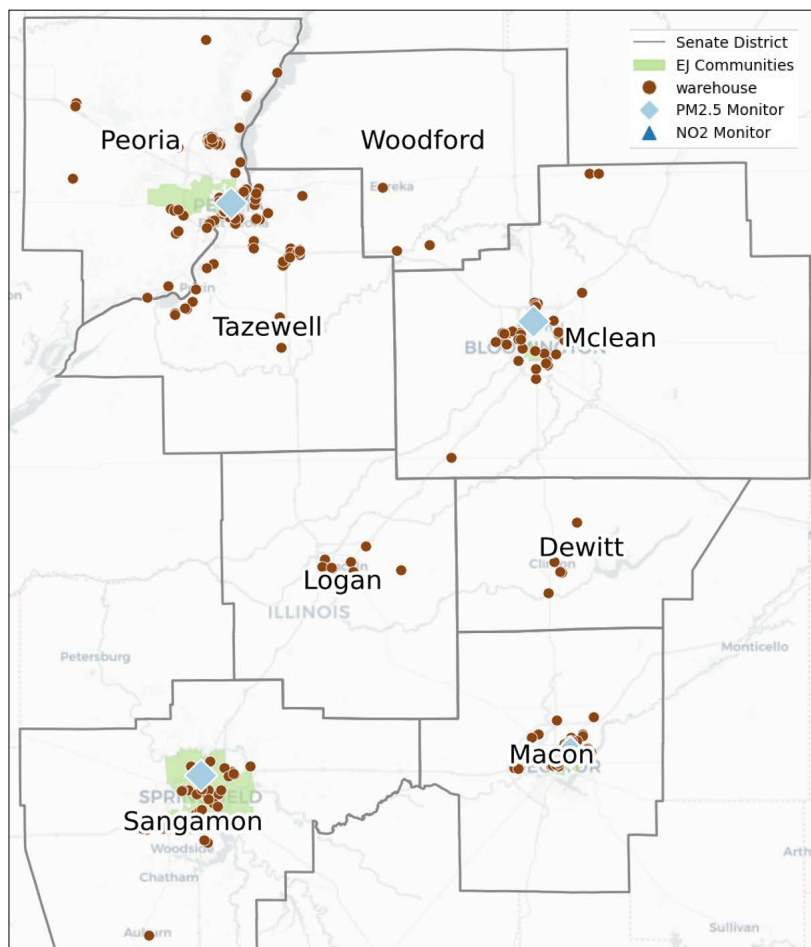 Senate District
EJ Communities
warehouse
PM2.5 Monitor
NO2 Monitor
Peoria
Woodford
Eureka
Tazewell
Mclean
Dewitt
Logan
ILLINOIS
Petersburg
Monticello
Macon
Sangamon
Woodside
Chatham
Auburn
Sullivan